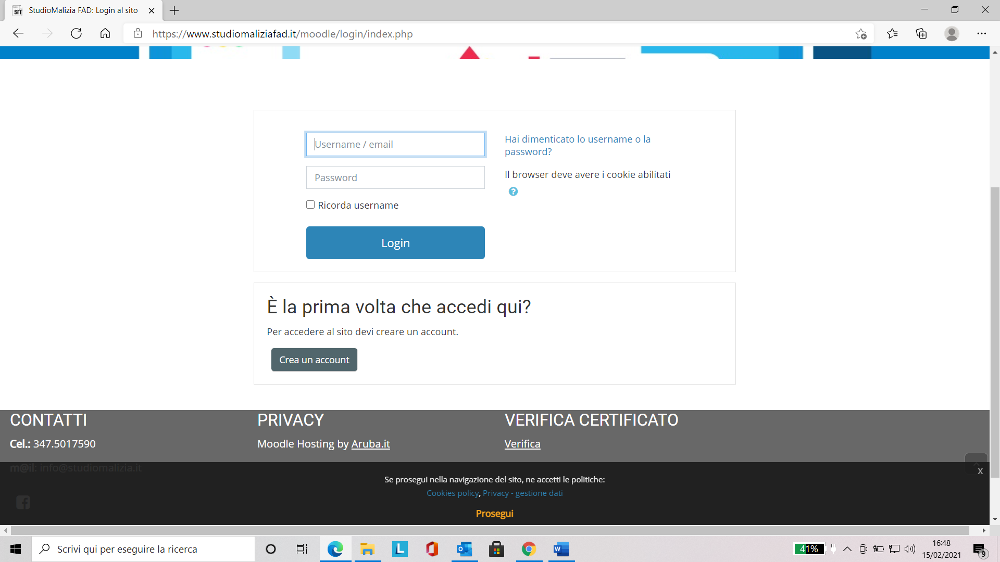 StudioMalizia FAD: Login al sito
https://www.studiomaliziafad.it/moodle/login/index.php
Username / email
Password
Ricorda username
Login
Hai dimenticato lo username o la
password?
Il browser deve avere i cookie abilitati
È la prima volta che accedi qui?
Per accedere al sito devi creare un account.
Crea un account
CONTATTI
Cel.: 347.5017590
m@il: info@studiomalizia.it
PRIVACY
Moodle Hosting by Aruba.it
VERIFICA CERTIFICATO
Verifica
x
Se prosegui nella navigazione del sito, ne accetti le politiche:
Cookies policy, Privacy - gestione dati
Prosegui
Scrivi qui per eseguire la ricerca
41%
16:48
15/02/2021
9